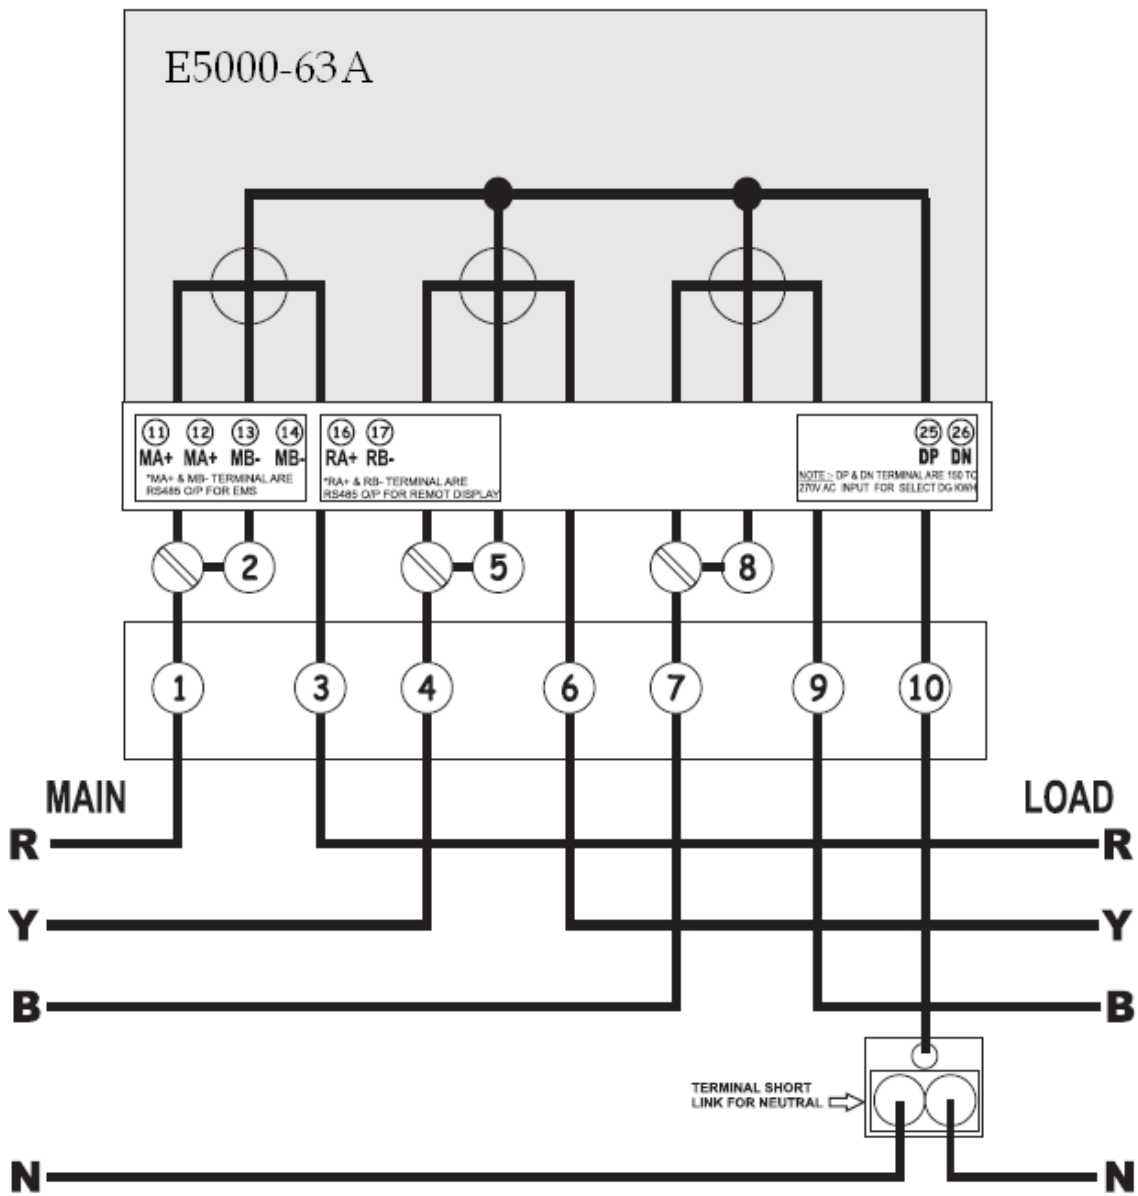 E5000-63A
11 12 13 14 16 17 25 26
MA+ MA+ MB- MB- RA+ RB- DP DN
*MA+ & MB- TERMINAL ARE
RS485 O/P FOR EMS
*RA+ & RB- TERMINAL ARE
RS485 O/P FOR REMOT DISPLAY
NOTE :- DP & DN TERMINAL ARE 150 TO
270V AC INPUT FOR SELECT DG KWH
2 5 8
1 3 4 6 7 9 10
MAIN LOAD
R R
Y Y
B B
TERMINAL SHORT
LINK FOR NEUTRAL
N N